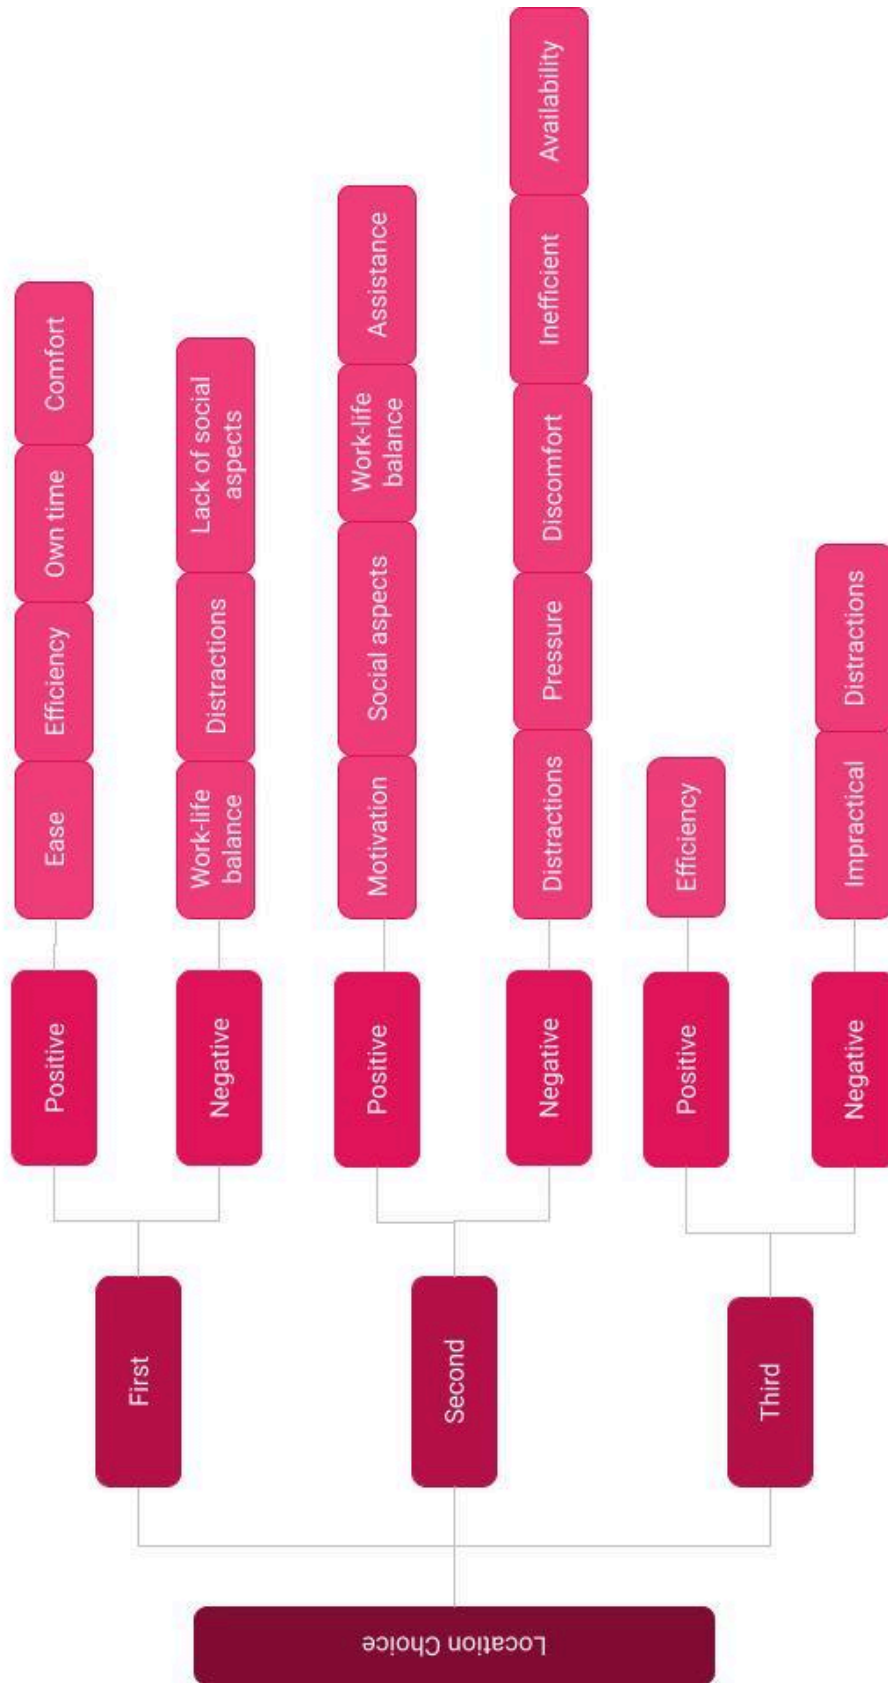 Location Choice
First
Positive
Ease
Efficiency
Own time
Comfort
Negative
Work-life
balance
Distractions
Lack of social
aspects
Second
Positive
Motivation
Social aspects
Work-life
balance
Assistance
Negative
Distractions
Pressure
Discomfort
Inefficient
Availability
Third
Positive
Efficiency
Negative
Impractical
Distractions